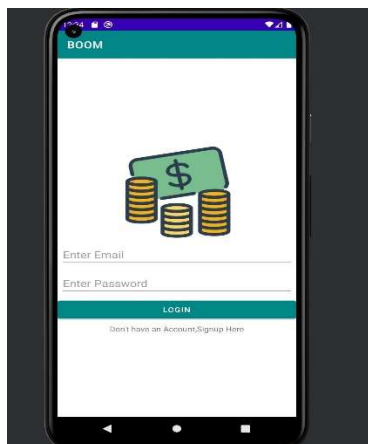 BOOM
$
Enter Email
Enter Password
LOGIN
Don't have an Account,Signup Here